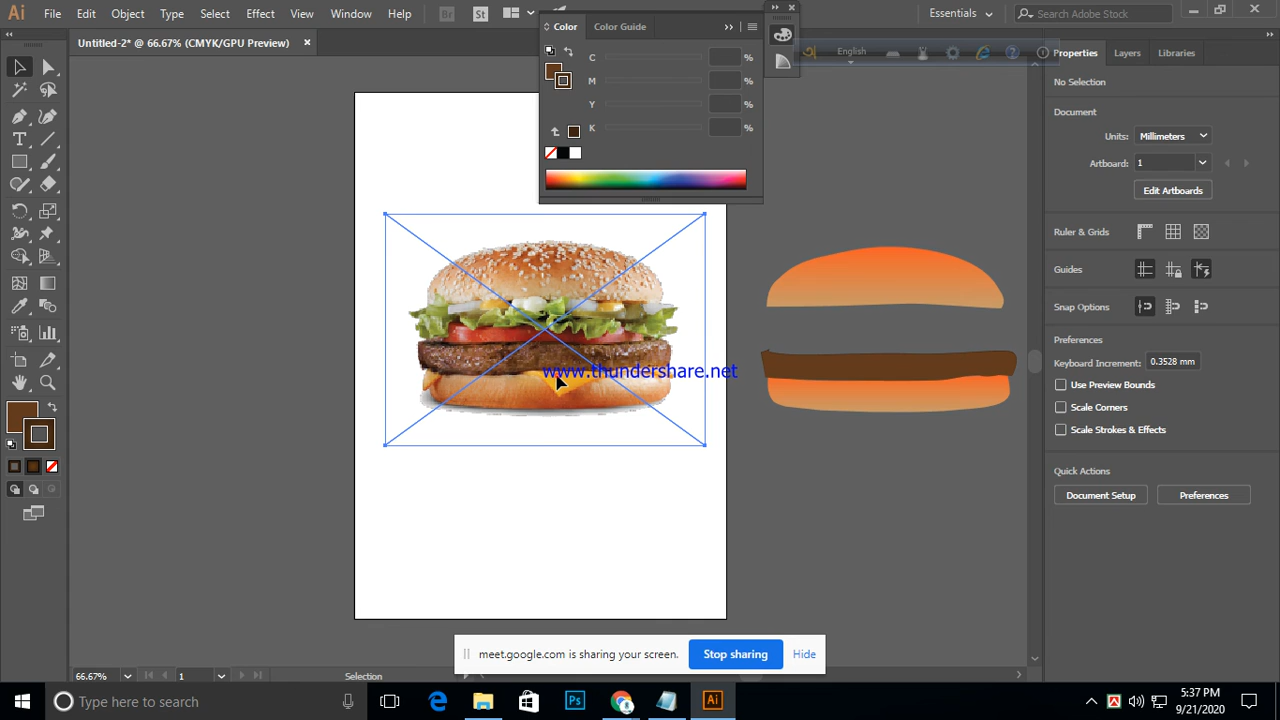 Ai File Edit Object Type Select Effect View Window Help Br St Essentials Search Adobe Stock
Untitled-2* @ 66.67% (CMYK/GPU Preview) ×
Color Color Guide
C %
M %
Y %
K %
English
Properties Layers Libraries
No Selection
Document
Units: Millimeters
Artboard: 1
Edit Artboards
Ruler & Grids
Guides
Snap Options
Preferences
Keyboard Increment: 0.3528 mm
Use Preview Bounds
Scale Corners
Scale Strokes & Effects
Quick Actions
Document Setup Preferences
www.thundershare.net
meet.google.com is sharing your screen. Stop sharing Hide
66.67% 1 Selection
Type here to search
Ps Ai
5:37 PM
9/21/2020